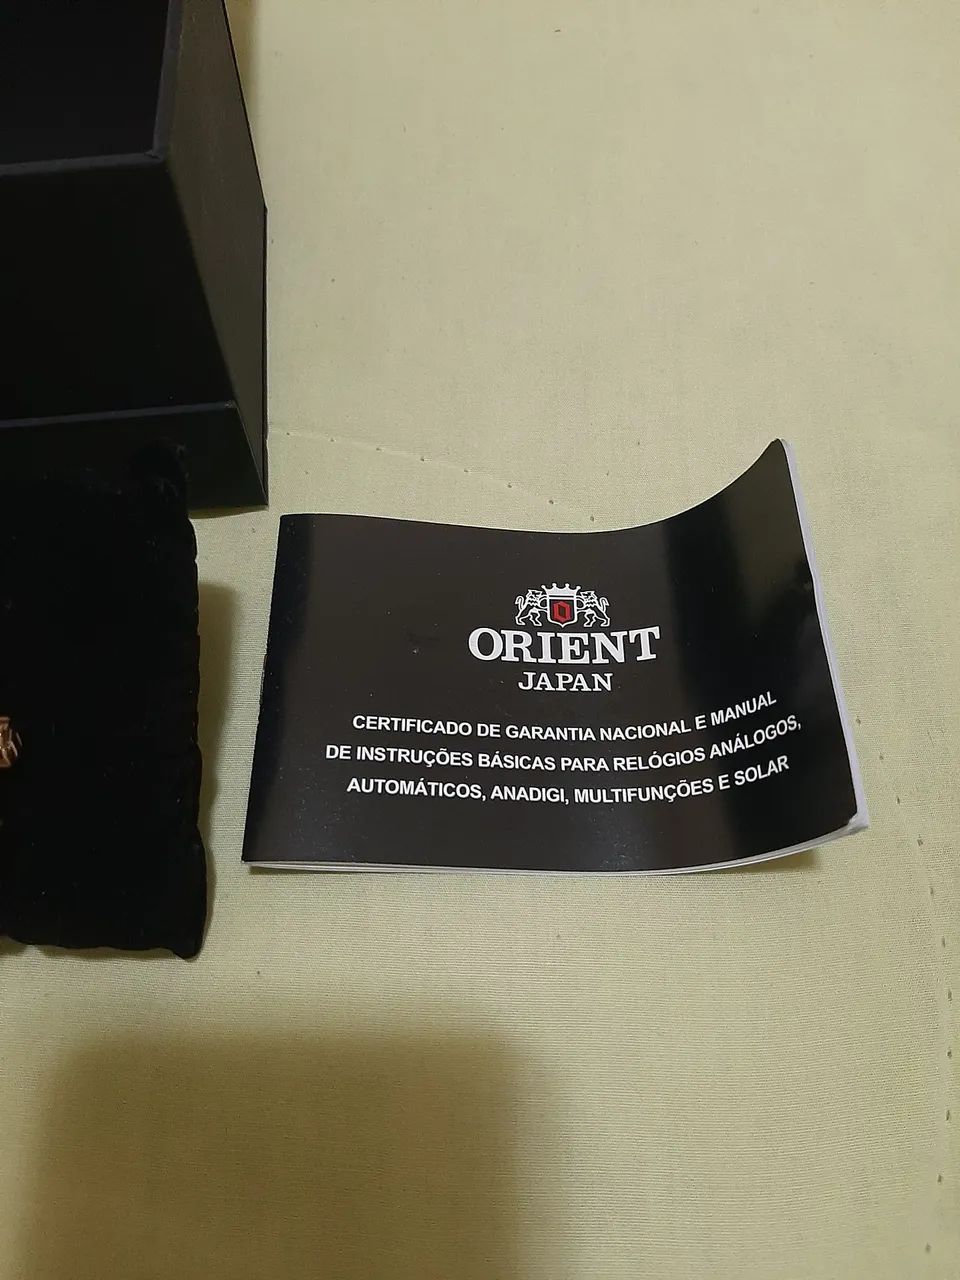 ORIENT
JAPAN
CERTIFICADO DE GARANTIA NACIONAL E MANUAL
DE INSTRUÇÕES BÁSICAS PARA RELÓGIOS ANÁLOGOS,
AUTOMÁTICOS, ANADIGI, MULTIFUNÇÕES E SOLAR